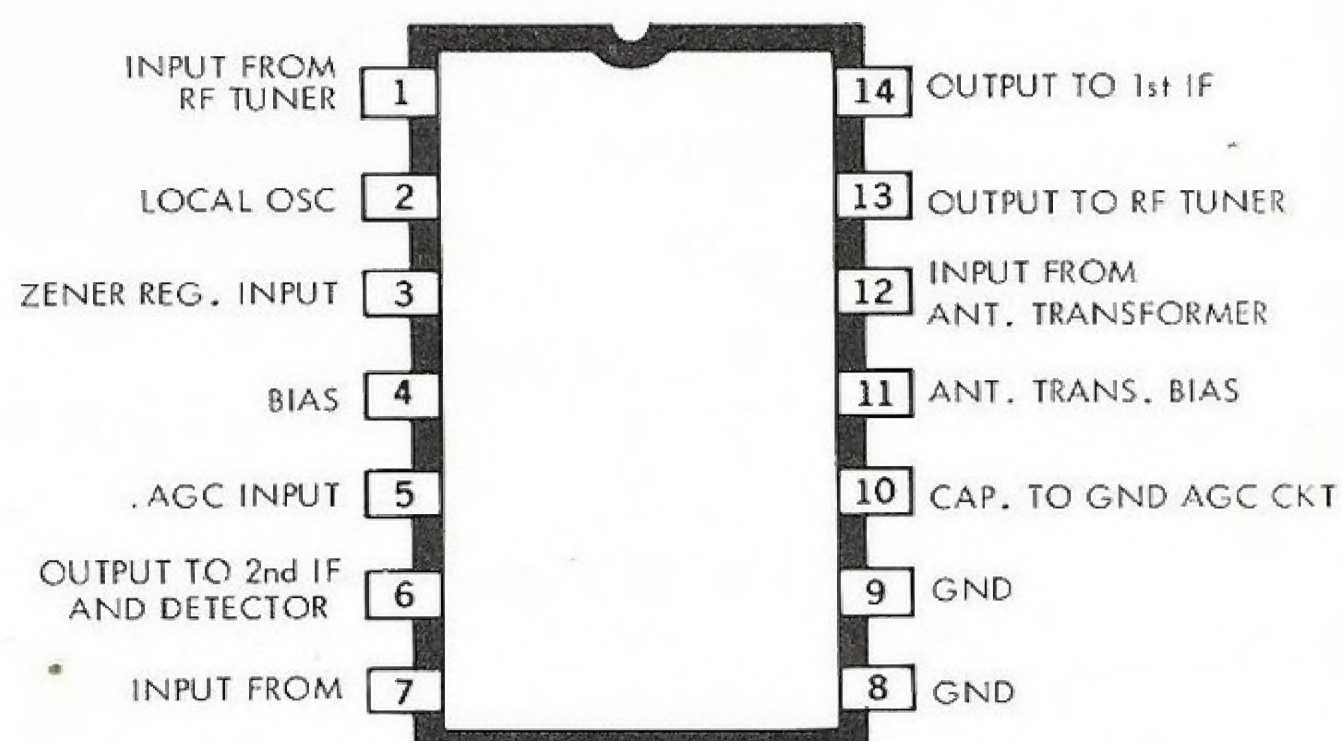 INPUT FROM
RF TUNER
1
LOCAL OSC
2
ZENER REG. INPUT
3
BIAS
4
. AGC INPUT
5
OUTPUT TO 2nd IF
AND DETECTOR
6
INPUT FROM
7
14
OUTPUT TO 1st IF
13
OUTPUT TO RF TUNER
12
INPUT FROM
ANT. TRANSFORMER
11
ANT. TRANS. BIAS
10
CAP. TO GND AGC CKT
9
GND
8
GND